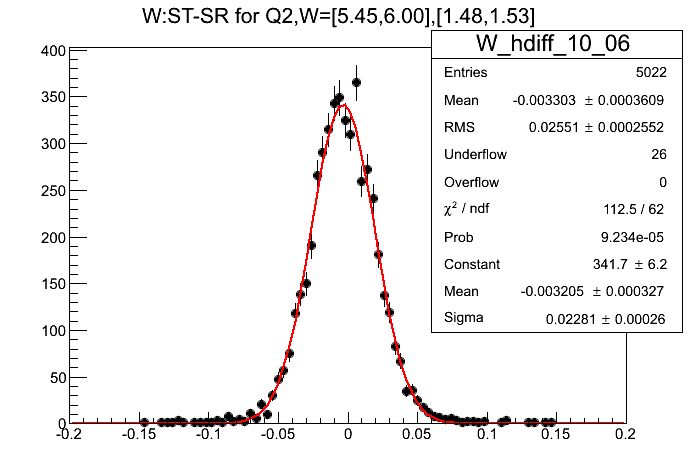 W:ST-SR for Q2,W=[5.45,6.00],[1.48,1.53]
W_hdiff_10_06
Entries 5022
Mean -0.003303 ± 0.0003609
RMS 0.02551 ± 0.0002552
Underflow 26
Overflow 0
χ² / ndf 112.5 / 62
Prob 9.234e-05
Constant 341.7 ± 6.2
Mean -0.003205 ± 0.000327
Sigma 0.02281 ± 0.00026
400
350
300
250
200
150
100
50
0
-0.2 -0.15 -0.1 -0.05 0 0.05 0.1 0.15 0.2